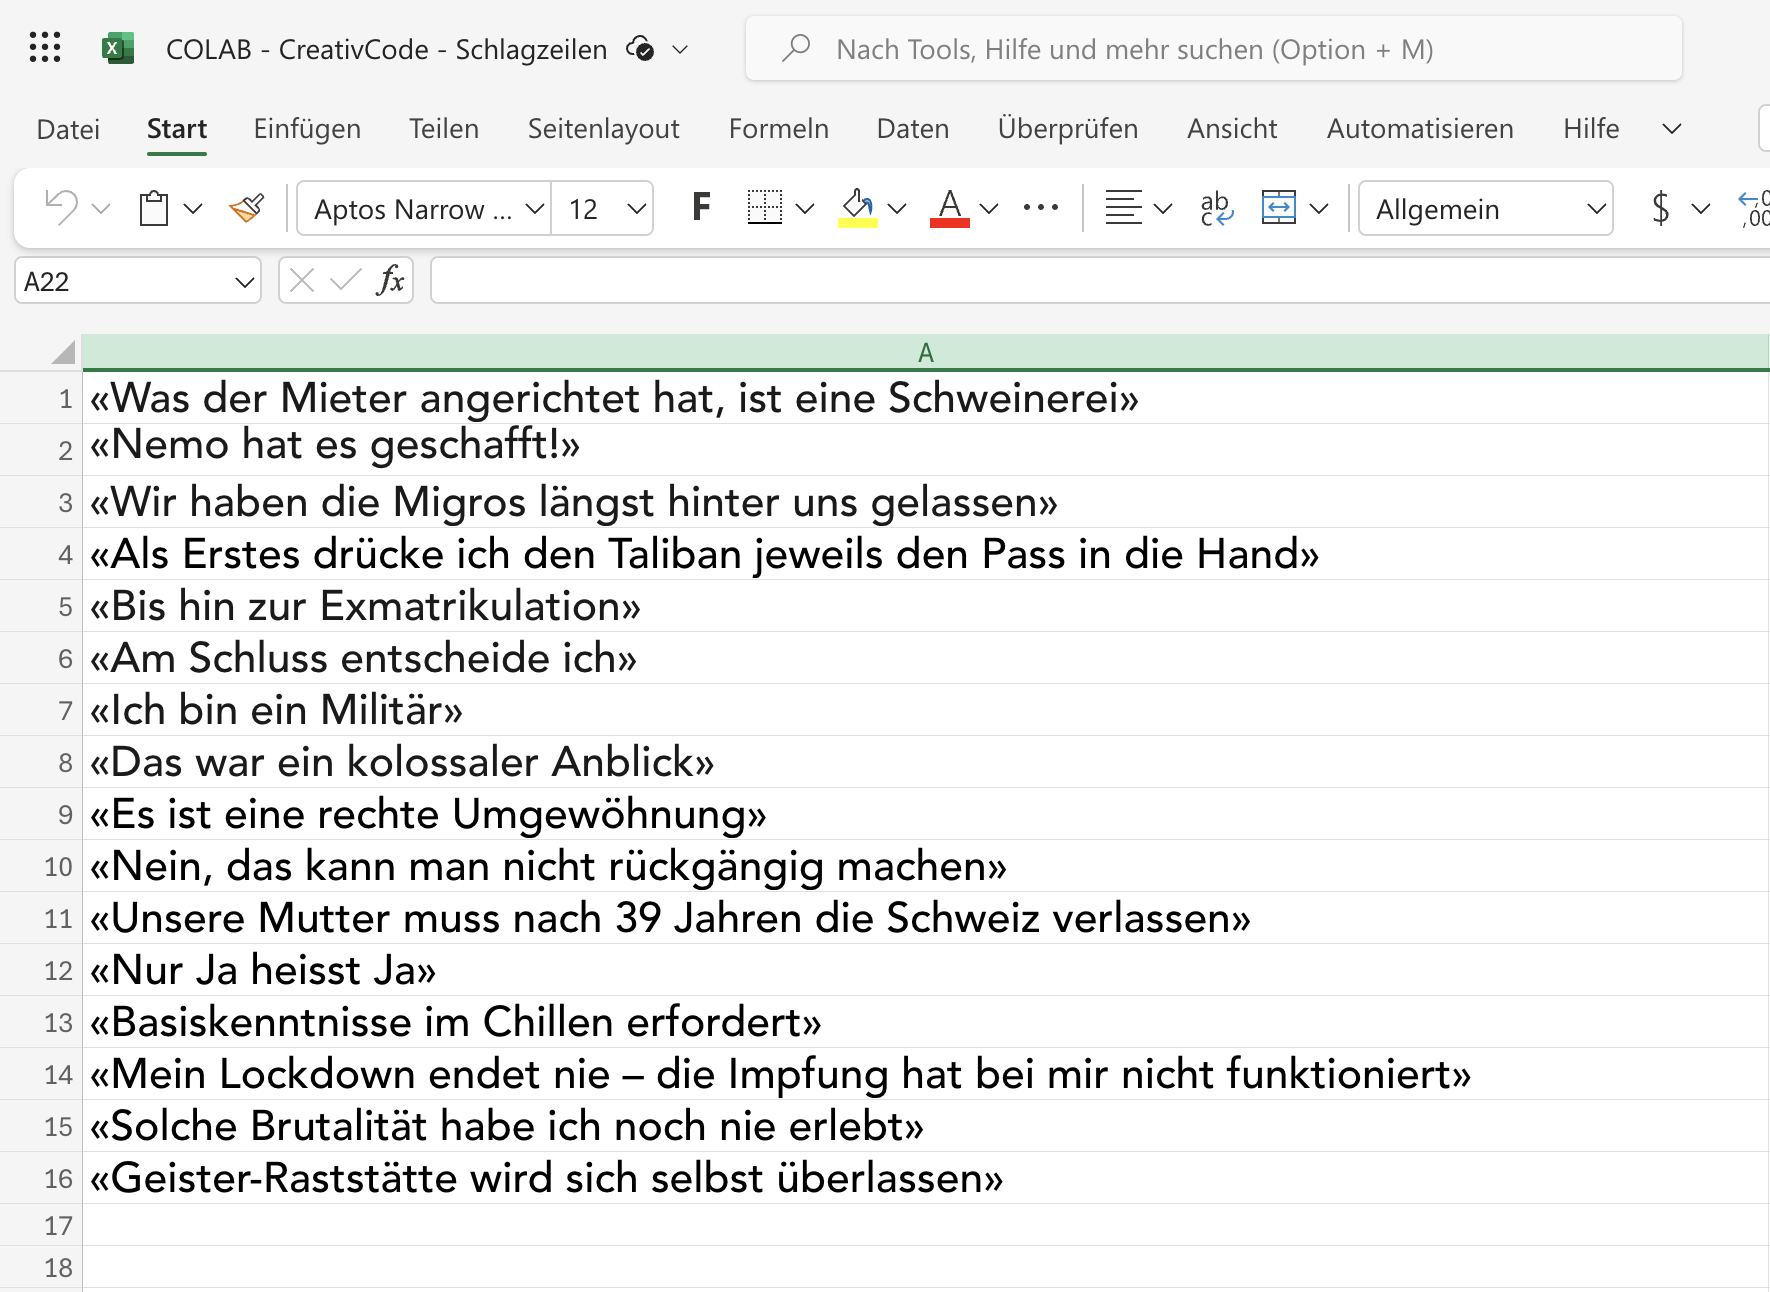 COLAB - CreativCode - Schlagzeilen
Nach Tools, Hilfe und mehr suchen (Option + M)
Datei Start Einfügen Teilen Seitenlayout Formeln Daten Überprüfen Ansicht Automatisieren Hilfe
Aptos Narrow ... 12 F A ab c Allgemein $ ,00
A22 fx
A
1 «Was der Mieter angerichtet hat, ist eine Schweinerei»
2 «Nemo hat es geschafft!»
3 «Wir haben die Migros längst hinter uns gelassen»
4 «Als Erstes drücke ich den Taliban jeweils den Pass in die Hand»
5 «Bis hin zur Exmatrikulation»
6 «Am Schluss entscheide ich»
7 «Ich bin ein Militär»
8 «Das war ein kolossaler Anblick»
9 «Es ist eine rechte Umgewöhnung»
10 «Nein, das kann man nicht rückgängig machen»
11 «Unsere Mutter muss nach 39 Jahren die Schweiz verlassen»
12 «Nur Ja heisst Ja»
13 «Basiskenntnisse im Chillen erfordert»
14 «Mein Lockdown endet nie – die Impfung hat bei mir nicht funktioniert»
15 «Solche Brutalität habe ich noch nie erlebt»
16 «Geister-Raststätte wird sich selbst überlassen»
17
18